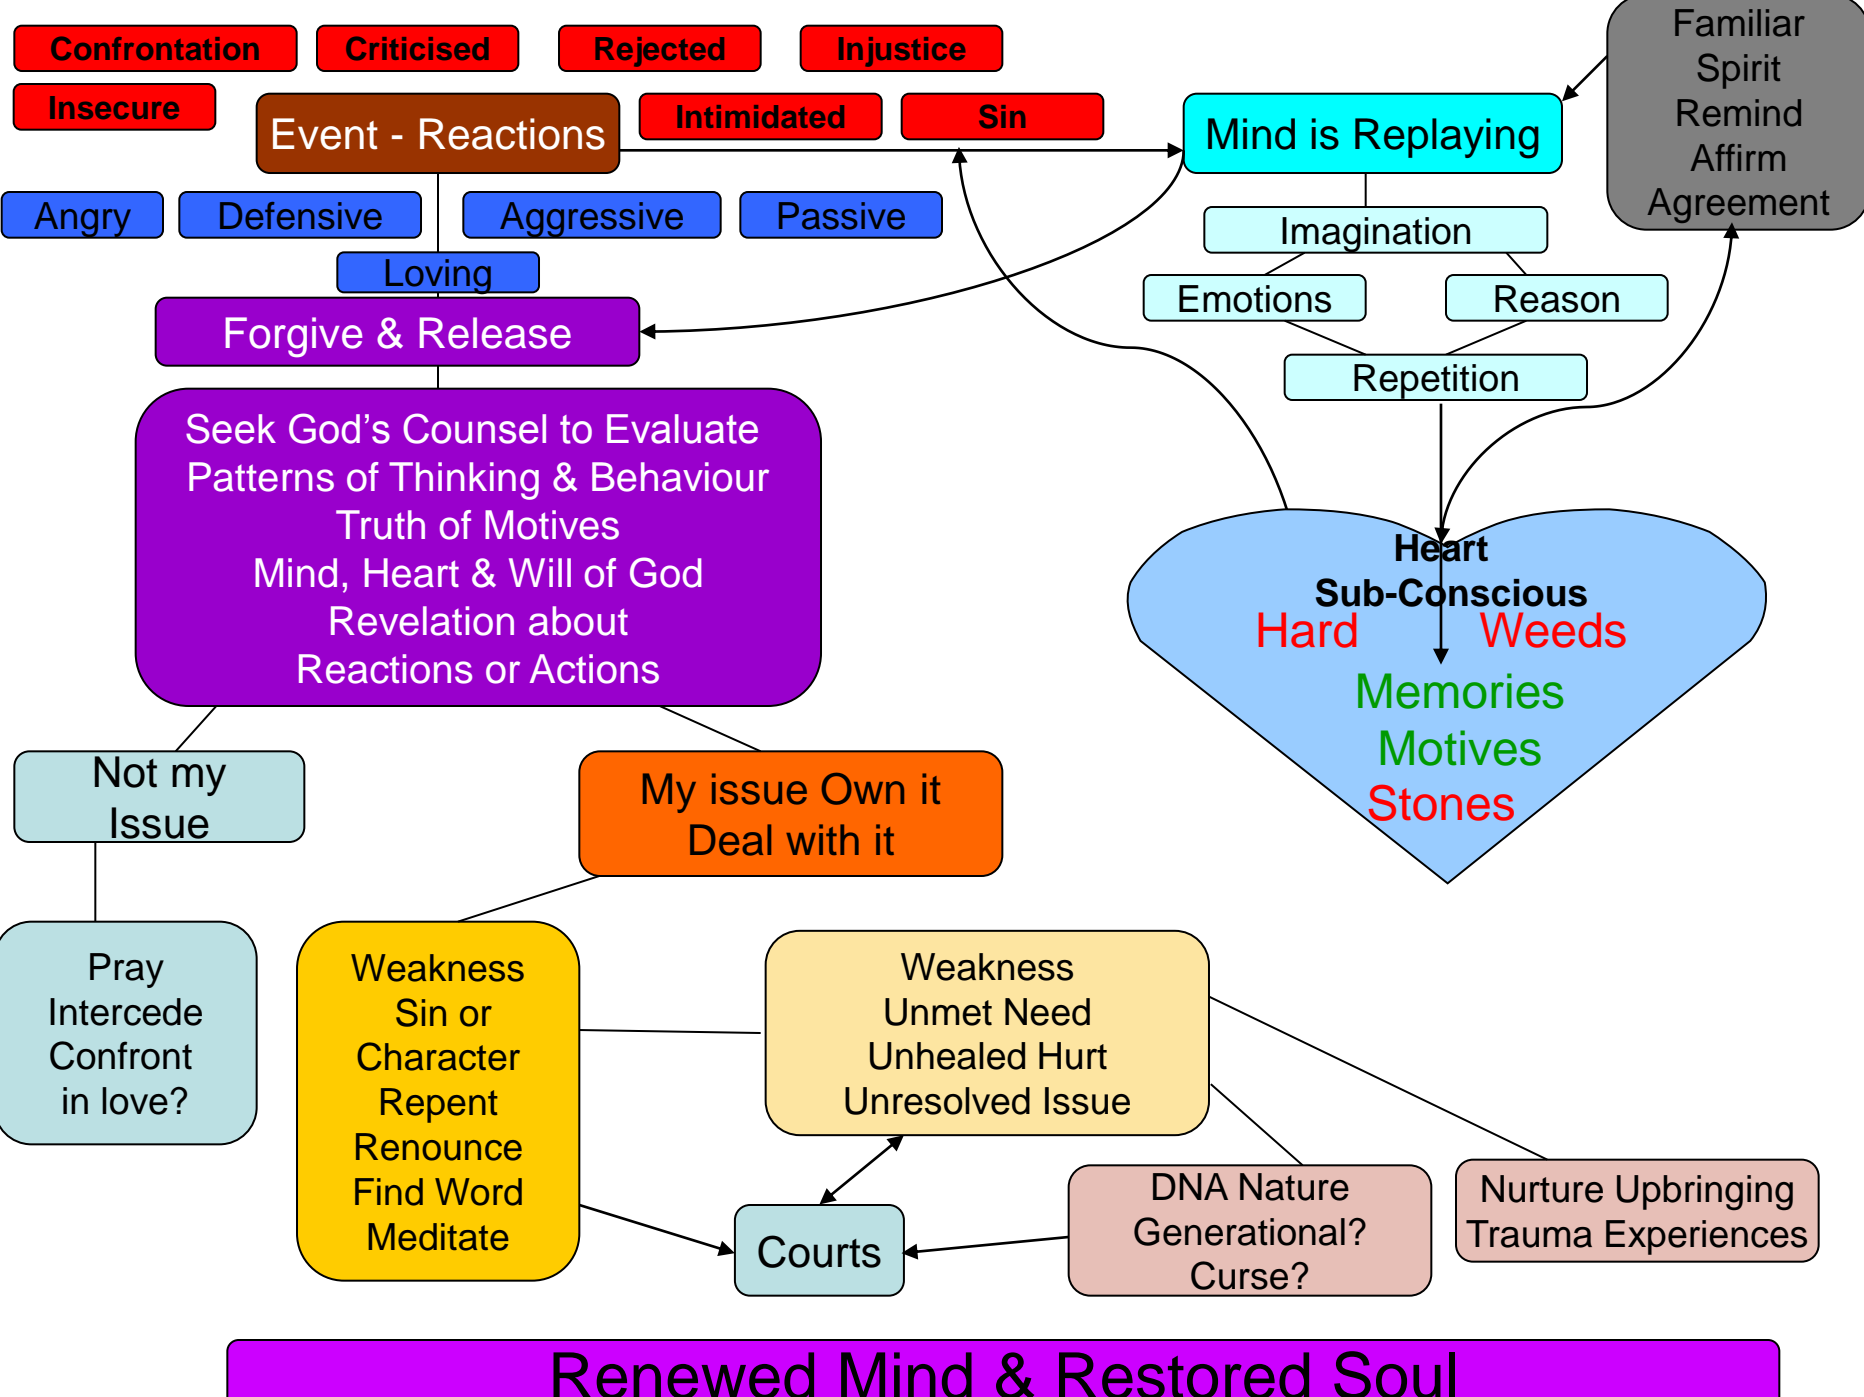 Confrontation
Criticised
Rejected
Injustice
Insecure
Event - Reactions
Intimidated
Sin
Mind is Replaying
Familiar
Spirit
Remind
Affirm
Agreement
Angry
Defensive
Aggressive
Passive
Loving
Imagination
Emotions
Reason
Repetition
Forgive & Release
Seek God’s Counsel to Evaluate
Patterns of Thinking & Behaviour
Truth of Motives
Mind, Heart & Will of God
Revelation about
Reactions or Actions
Heart
Sub-Conscious
Hard
Weeds
Memories
Motives
Stones
Not my
Issue
My issue Own it
Deal with it
Pray
Intercede
Confront
in love?
Weakness
Sin or
Character
Repent
Renounce
Find Word
Meditate
Weakness
Unmet Need
Unhealed Hurt
Unresolved Issue
Courts
DNA Nature
Generational?
Curse?
Nurture Upbringing
Trauma Experiences
Renewed Mind & Restored Soul